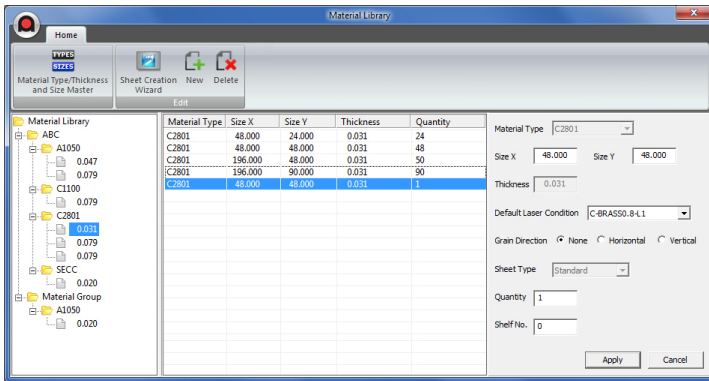 Material Library
Home
TYPES
SIZES
Material Type/Thickness
and Size Master
Sheet Creation
Wizard
New
Delete
Edit
Material Library
ABC
A1050
0.047
0.079
C1100
0.079
C2801
0.031
0.079
0.079
SECC
0.020
Material Group
A1050
0.020
Material Type Size X Size Y Thickness Quantity
C2801 48.000 24.000 0.031 24
C2801 48.000 48.000 0.031 48
C2801 196.000 48.000 0.031 50
C2801 196.000 90.000 0.031 90
C2801 48.000 48.000 0.031 1
Material Type C2801
Size X 48.000 Size Y 48.000
Thickness 0.031
Default Laser Condition C-BRASS0.8-L1
Grain Direction None Horizontal Vertical
Sheet Type Standard
Quantity 1
Shelf No. 0
Apply Cancel